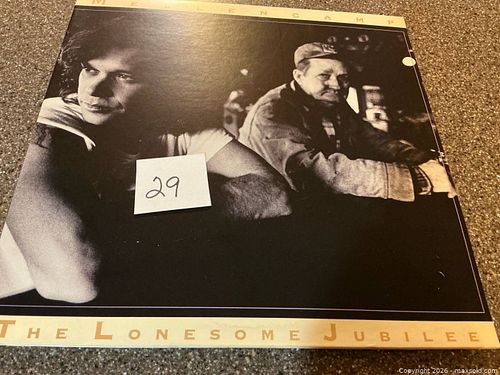 MELLENCAMP
29
THE LONESOME JUBILEE
Copyright 2026 - maxsold.com